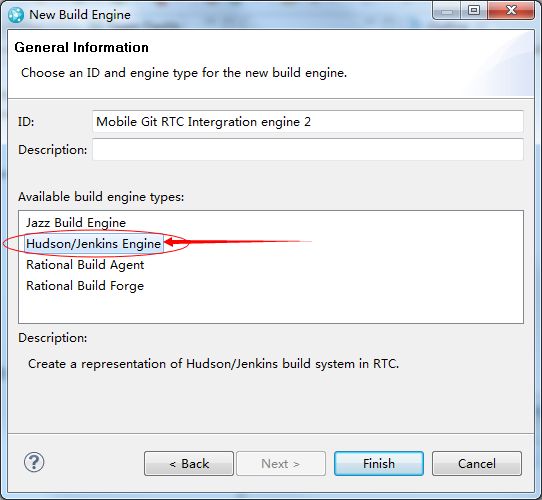 New Build Engine
General Information
Choose an ID and engine type for the new build engine.
ID: Mobile Git RTC Intergration engine 2
Description:
Available build engine types:
Jazz Build Engine
Hudson/Jenkins Engine
Rational Build Agent
Rational Build Forge
Description:
Create a representation of Hudson/Jenkins build system in RTC.
? < Back Next > Finish Cancel